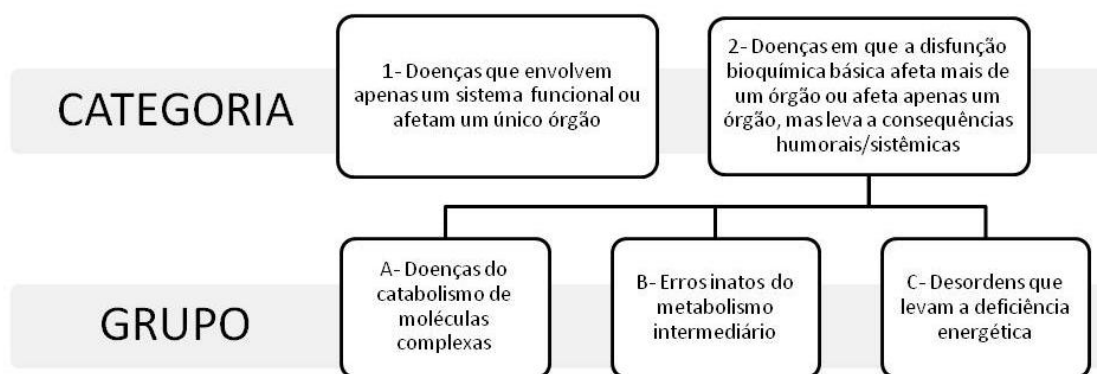 CATEGORIA
1- Doenças que envolvem
apenas um sistema funcional ou
afetam um único órgão
2- Doenças em que a disfunção
bioquímica básica afeta mais de
um órgão ou afeta apenas um
órgão, mas leva a consequências
humorais/sistêmicas
GRUPO
A- Doenças do
catabolismo de
moléculas
complexas
B- Erros inatos do
metabolismo
intermediário
C- Desordens que
levam a deficiência
energética